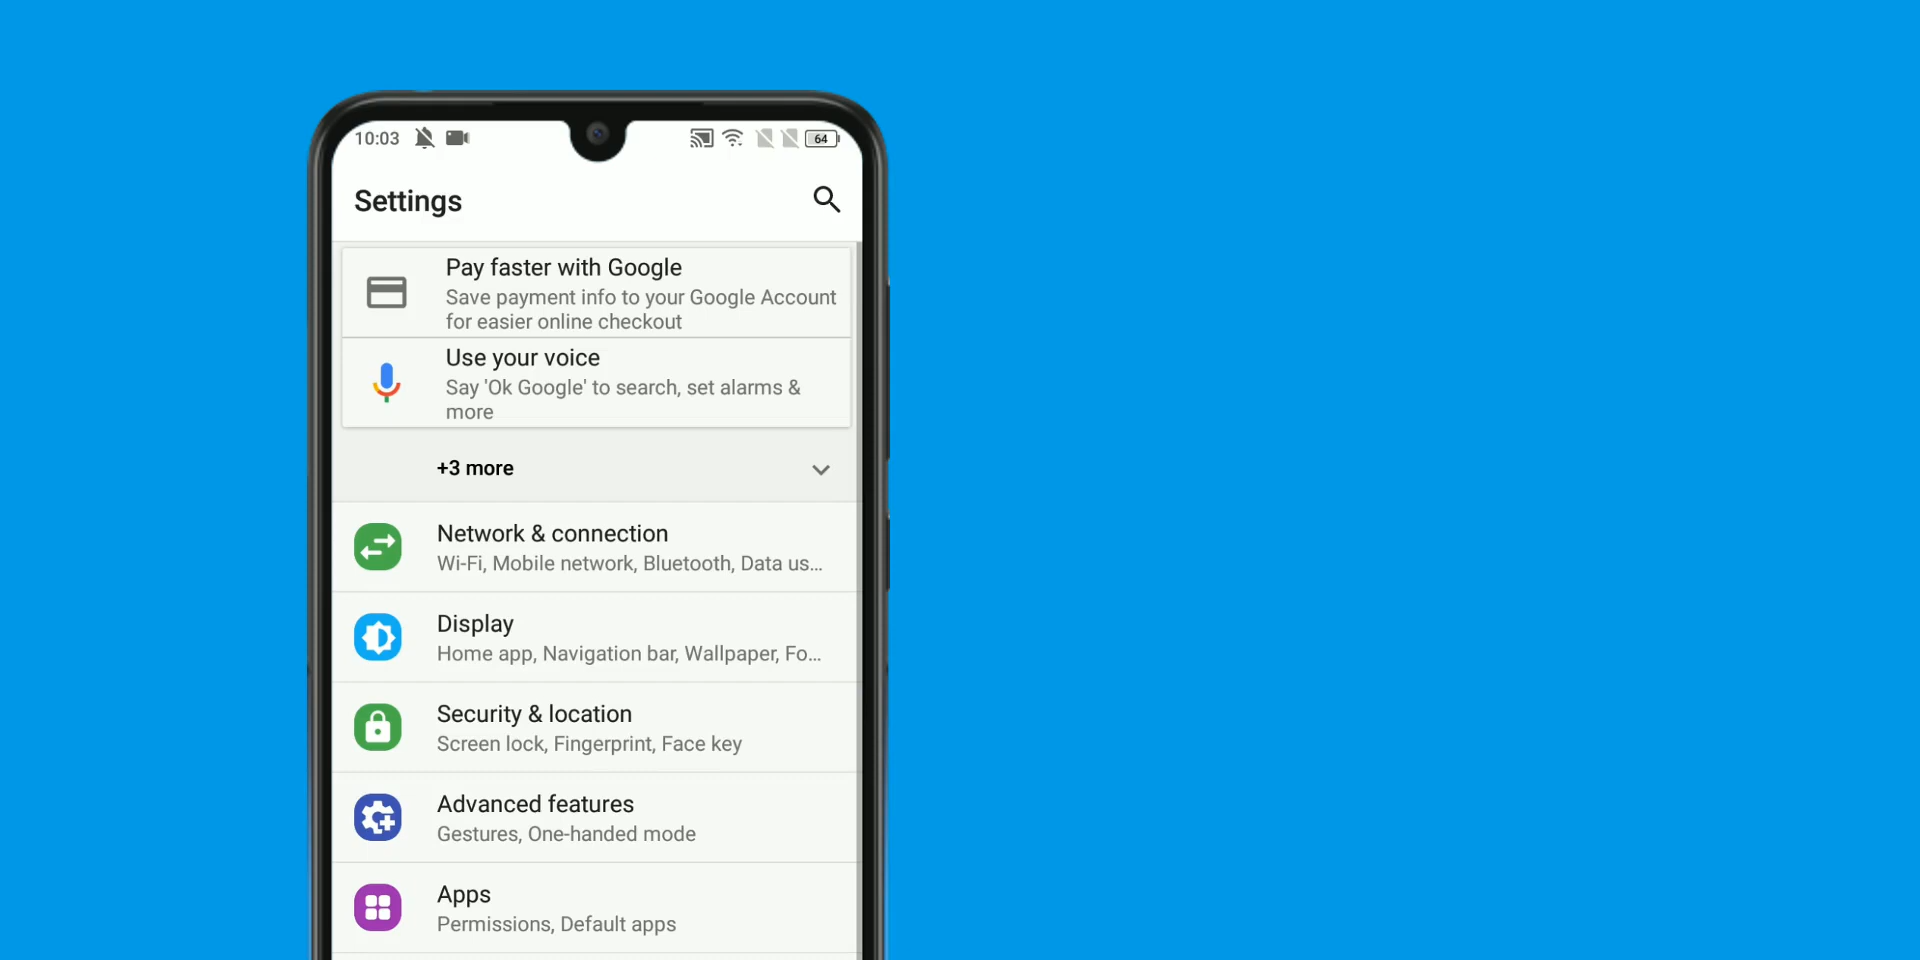 10:03
64
Settings
Pay faster with Google
Save payment info to your Google Account
for easier online checkout
Use your voice
Say 'Ok Google' to search, set alarms &
more
+3 more
Network & connection
Wi-Fi, Mobile network, Bluetooth, Data us...
Display
Home app, Navigation bar, Wallpaper, Fo...
Security & location
Screen lock, Fingerprint, Face key
Advanced features
Gestures, One-handed mode
Apps
Permissions, Default apps